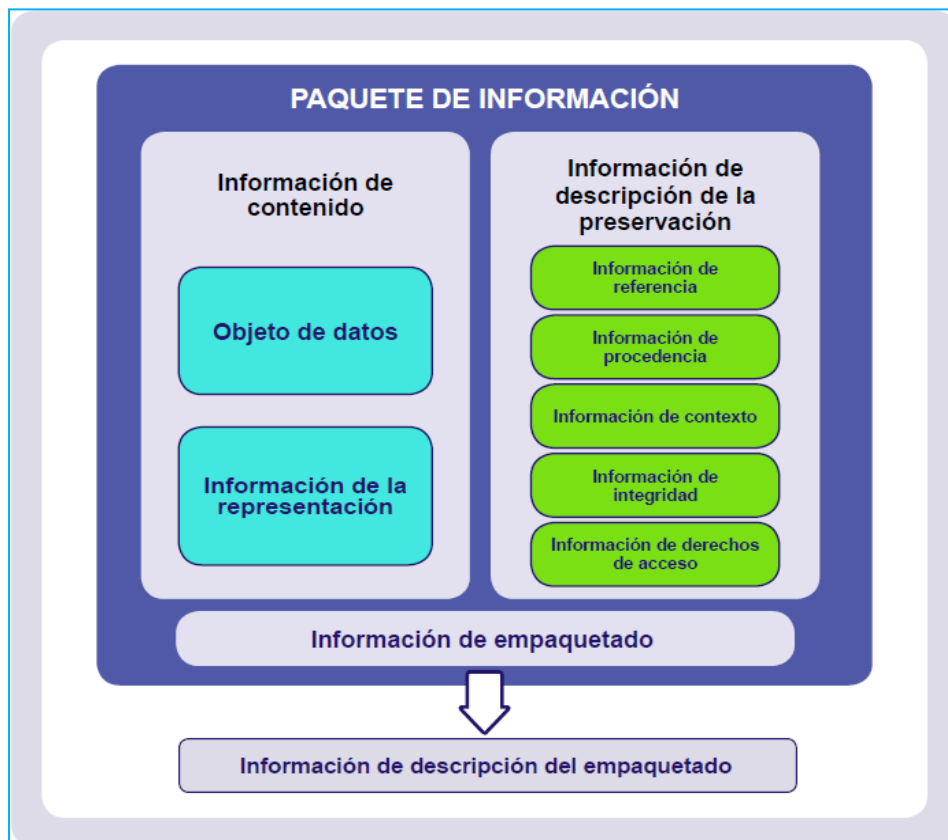 PAQUETE DE INFORMACIÓN
Información de
contenido
Objeto de datos
Información de la
representación
Información de
descripción de la
preservación
Información de
referencia
Información de
procedencia
Información de contexto
Información de
integridad
Información de derechos
de acceso
Información de empaquetado
Información de descripción del empaquetado